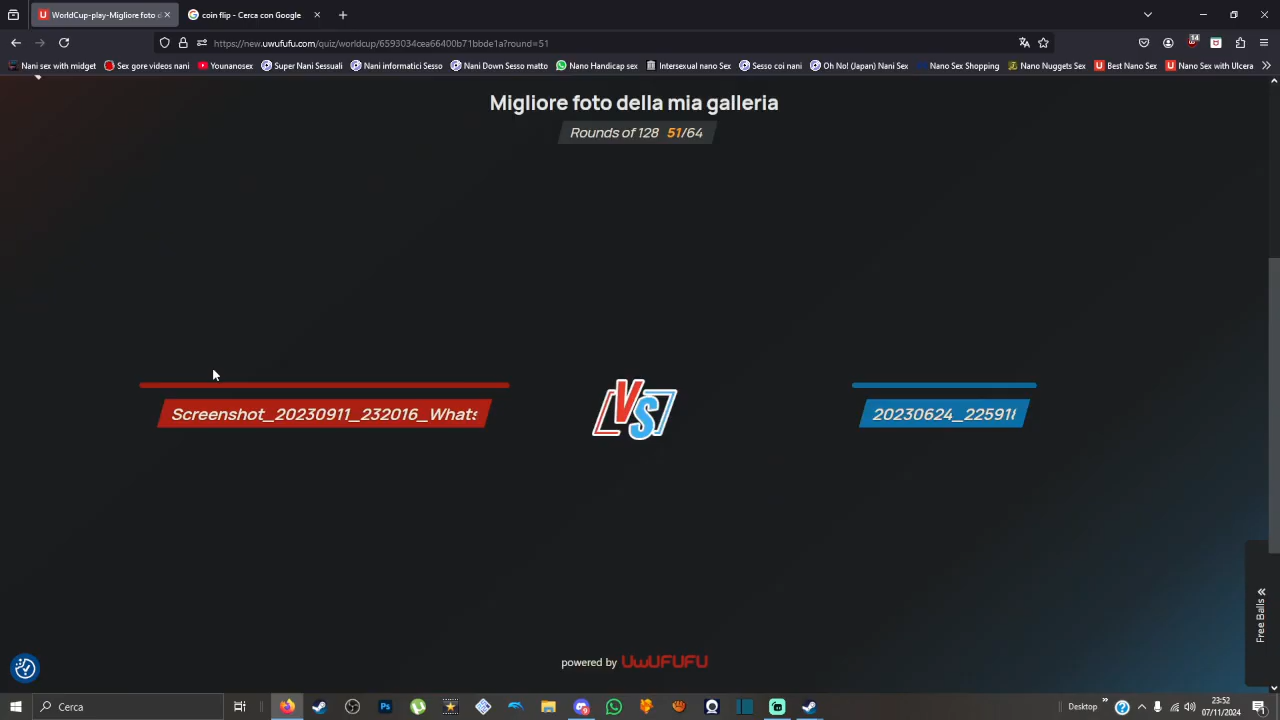 WorldCup-play-Migliore foto d
coin flip - Cerca con Google
https://new.uwufufu.com/quiz/worldcup/6593034cea66400b71bbde1a?round=51
Nani sex with midget
Sex gore videos nani
Younanosex
Super Nani Sessuali
Nani informatici Sesso
Nani Down Sesso matto
Nano Handicap sex
Intersexual nano Sex
Sesso coi nani
Oh No! (Japan) Nani Sex
Nano Sex Shopping
Nano Nuggets Sex
Best Nano Sex
Nano Sex with Ulcera
Migliore foto della mia galleria
Rounds of 128 51/64
VS
Screenshot_20230911_232016_Whats
20230624_225918
Free Balls
powered by UwUFUFU
Cerca
Ps
Desktop
23:52
07/11/2024